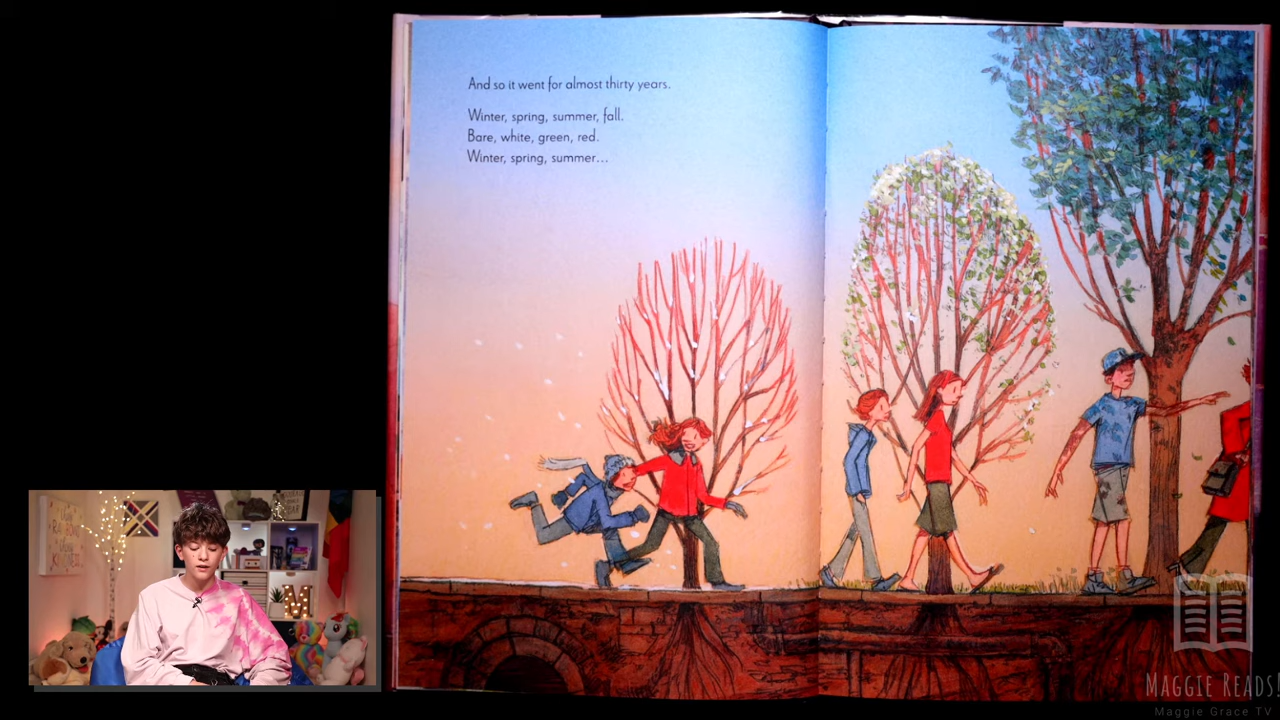 And so it went for almost thirty years.
Winter, spring, summer, fall.
Bare, white, green, red.
Winter, spring, summer...
M
MAGGIE READS!
Maggie Grace TV